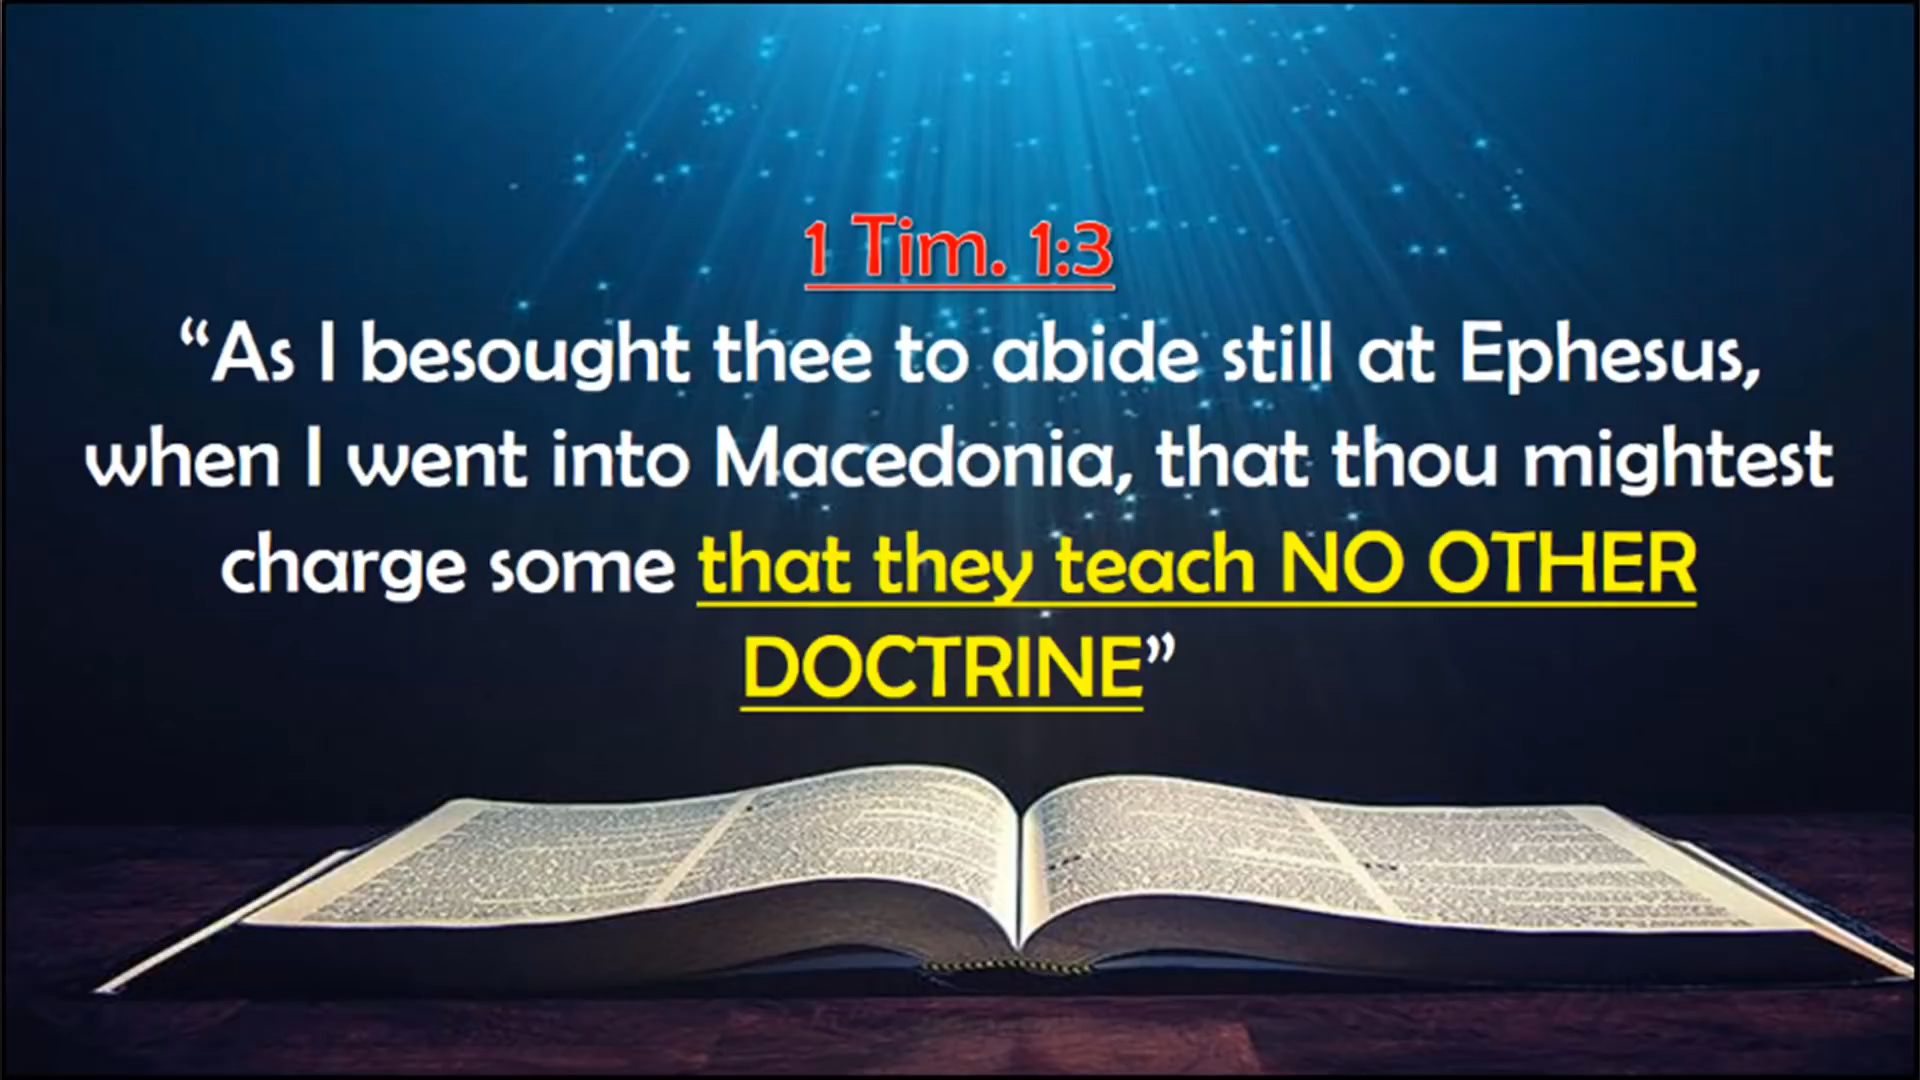 1 Tim. 1:3
“As I besought thee to abide still at Ephesus,
when I went into Macedonia, that thou mightest
charge some that they teach NO OTHER
DOCTRINE”